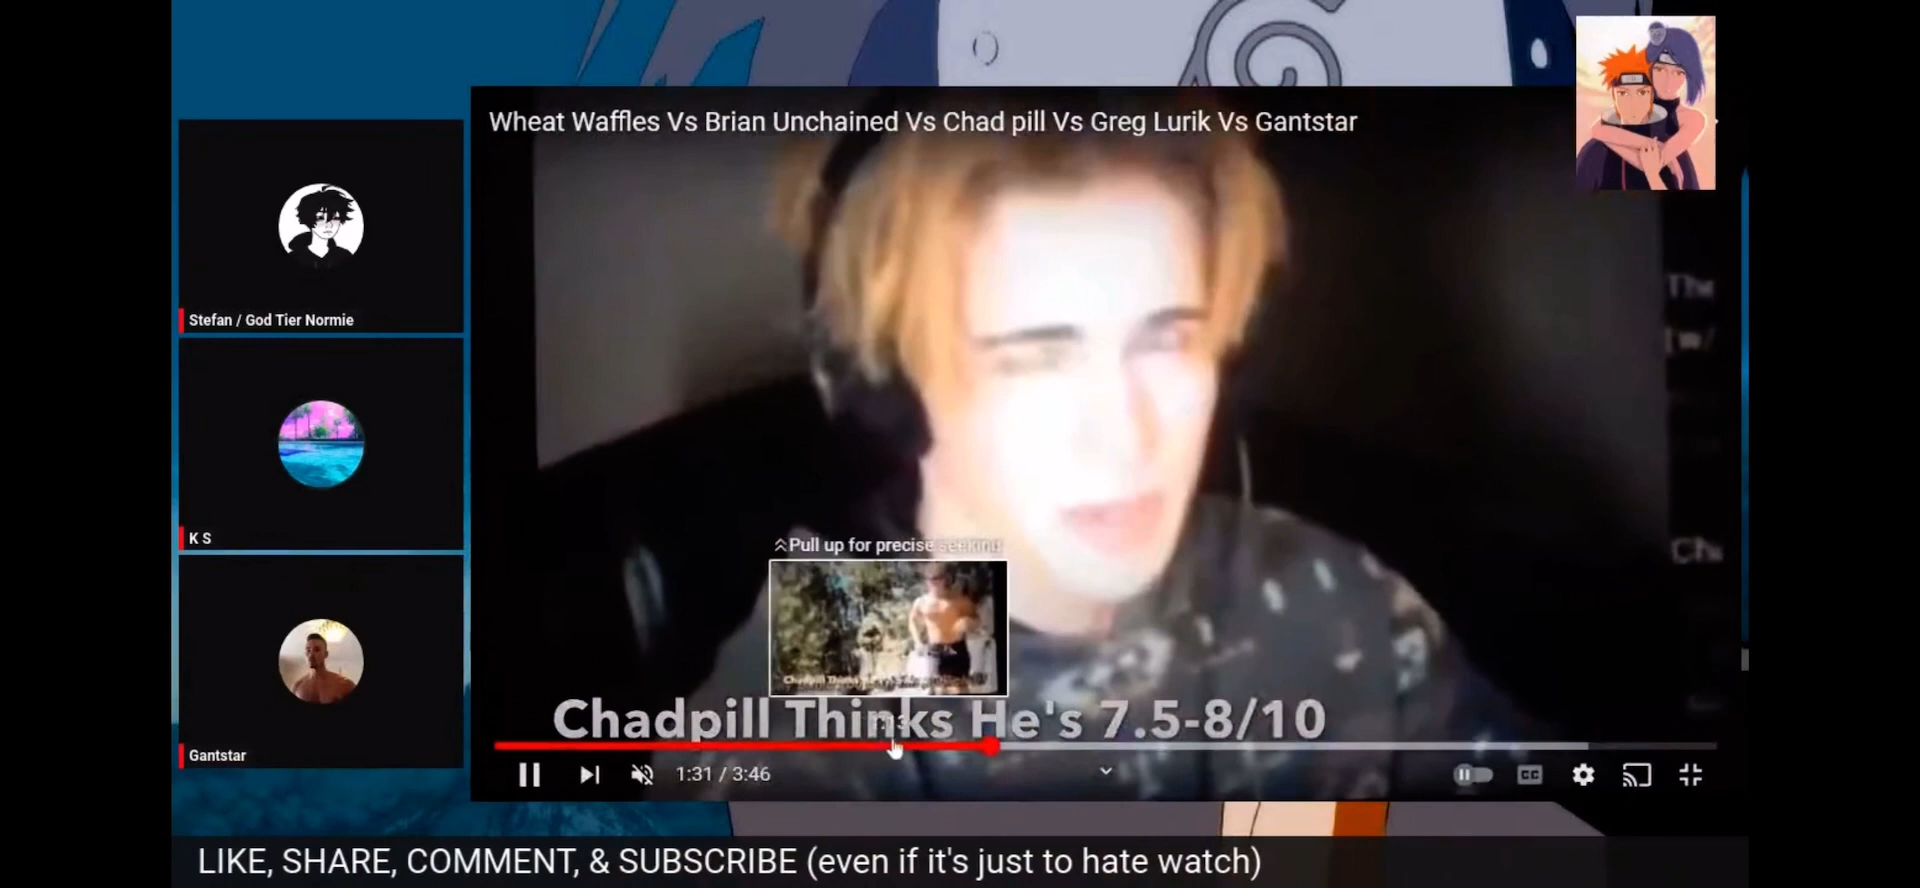 Wheat Waffles Vs Brian Unchained Vs Chad pill Vs Greg Lurik Vs Gantstar
The
Stefan / God Tier Normie
K S
Pull up for precise seeking
Chadpill Thinks He's 7.5-8/10
Gantstar
1:31 / 3:46
CC
LIKE, SHARE, COMMENT, & SUBSCRIBE (even if it's just to hate watch)